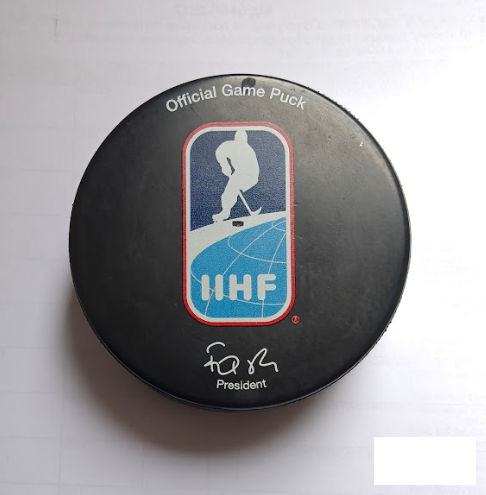 Official Game Puck
IIHF
®
President